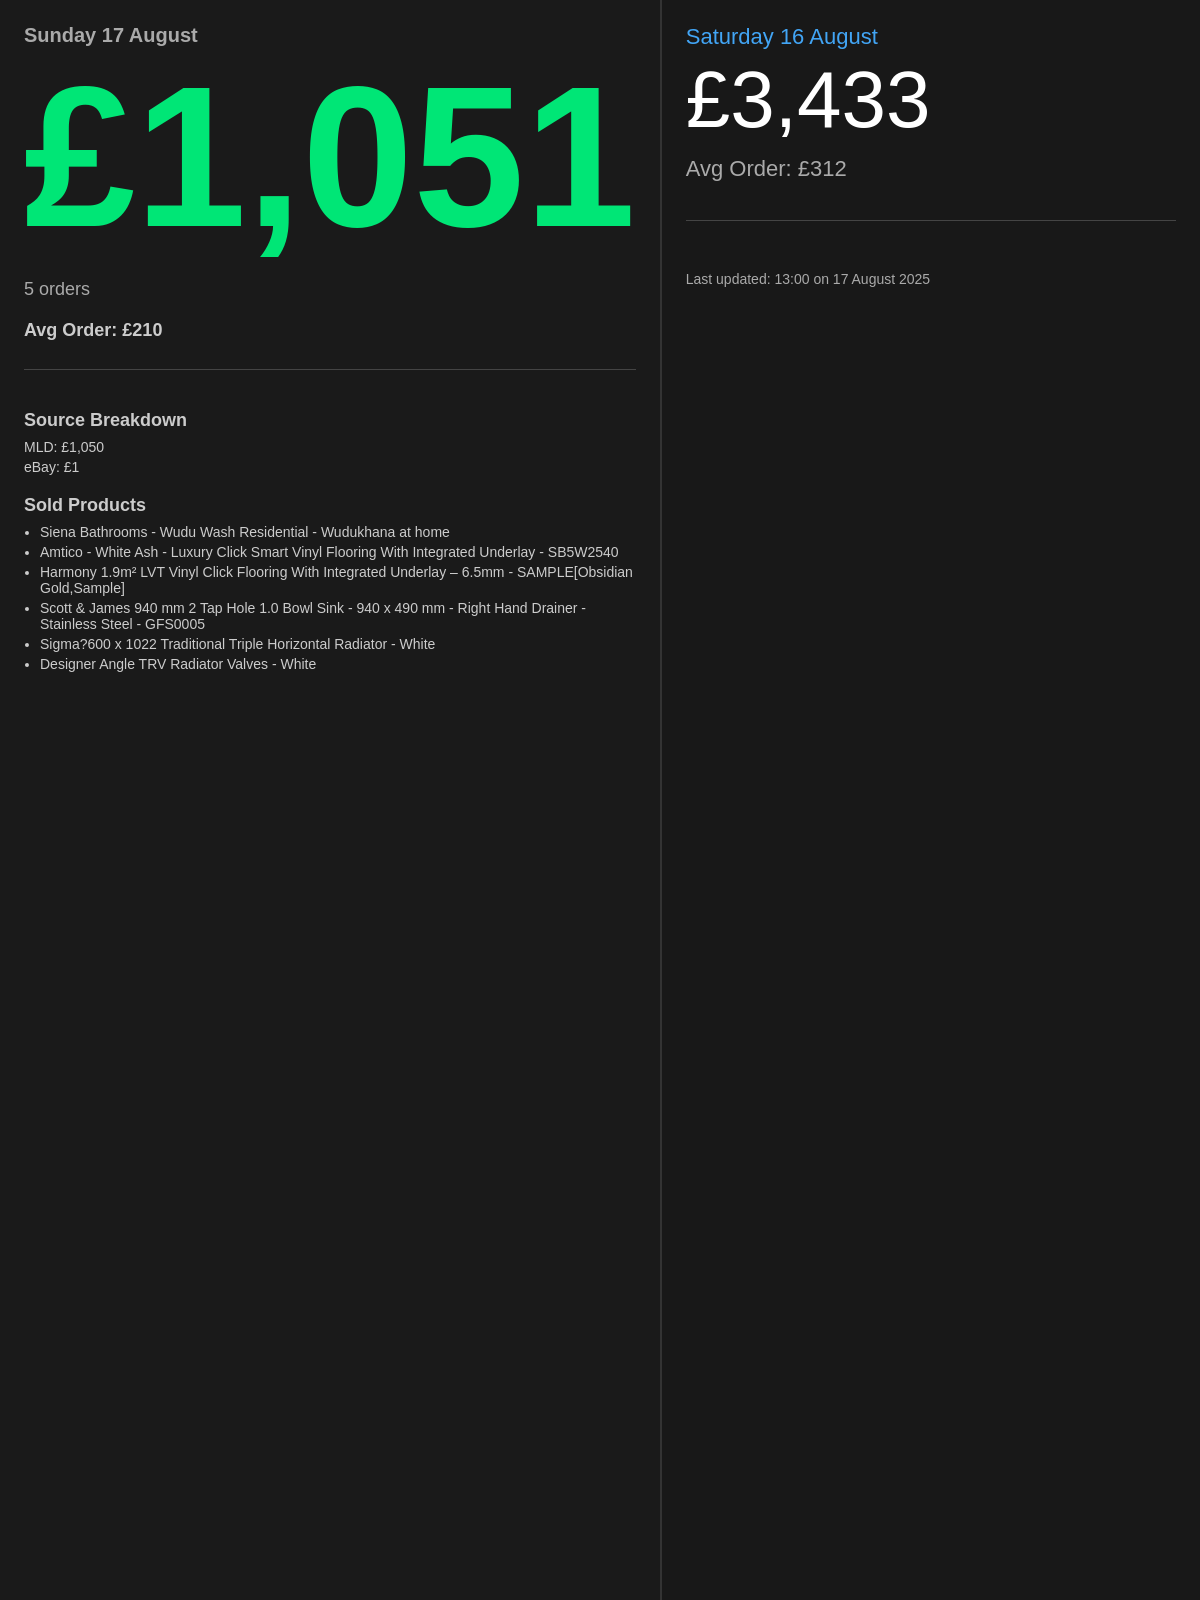 Sunday 17 August
£1,051
5 orders
Avg Order: £210
Source Breakdown
MLD: £1,050
eBay: £1
Sold Products
• Siena Bathrooms - Wudu Wash Residential - Wudukhana at home
• Amtico - White Ash - Luxury Click Smart Vinyl Flooring With Integrated Underlay - SB5W2540
• Harmony 1.9m² LVT Vinyl Click Flooring With Integrated Underlay – 6.5mm - SAMPLE[Obsidian
Gold,Sample]
• Scott & James 940 mm 2 Tap Hole 1.0 Bowl Sink - 940 x 490 mm - Right Hand Drainer -
Stainless Steel - GFS0005
• Sigma?600 x 1022 Traditional Triple Horizontal Radiator - White
• Designer Angle TRV Radiator Valves - White
Saturday 16 August
£3,433
Avg Order: £312
Last updated: 13:00 on 17 August 2025